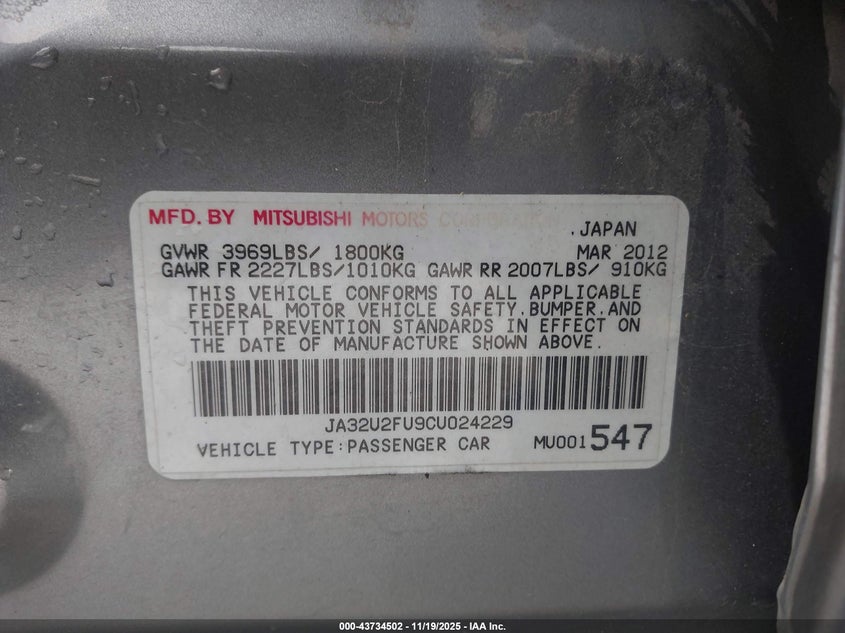 MFD. BY MITSUBISHI MOTORS CORPORATION
.JAPAN
GVWR 3969LBS/ 1800KG MAR 2012
GAWR FR 2227LBS/1010KG GAWR RR 2007LBS/ 910KG
THIS VEHICLE CONFORMS TO ALL APPLICABLE
FEDERAL MOTOR VEHICLE SAFETY,BUMPER,AND
THEFT PREVENTION STANDARDS IN EFFECT ON
THE DATE OF MANUFACTURE SHOWN ABOVE.
JA32U2FU9CU024229
VEHICLE TYPE:PASSENGER CAR MU001547
000-43734502 - 11/19/2025 - IAA Inc.